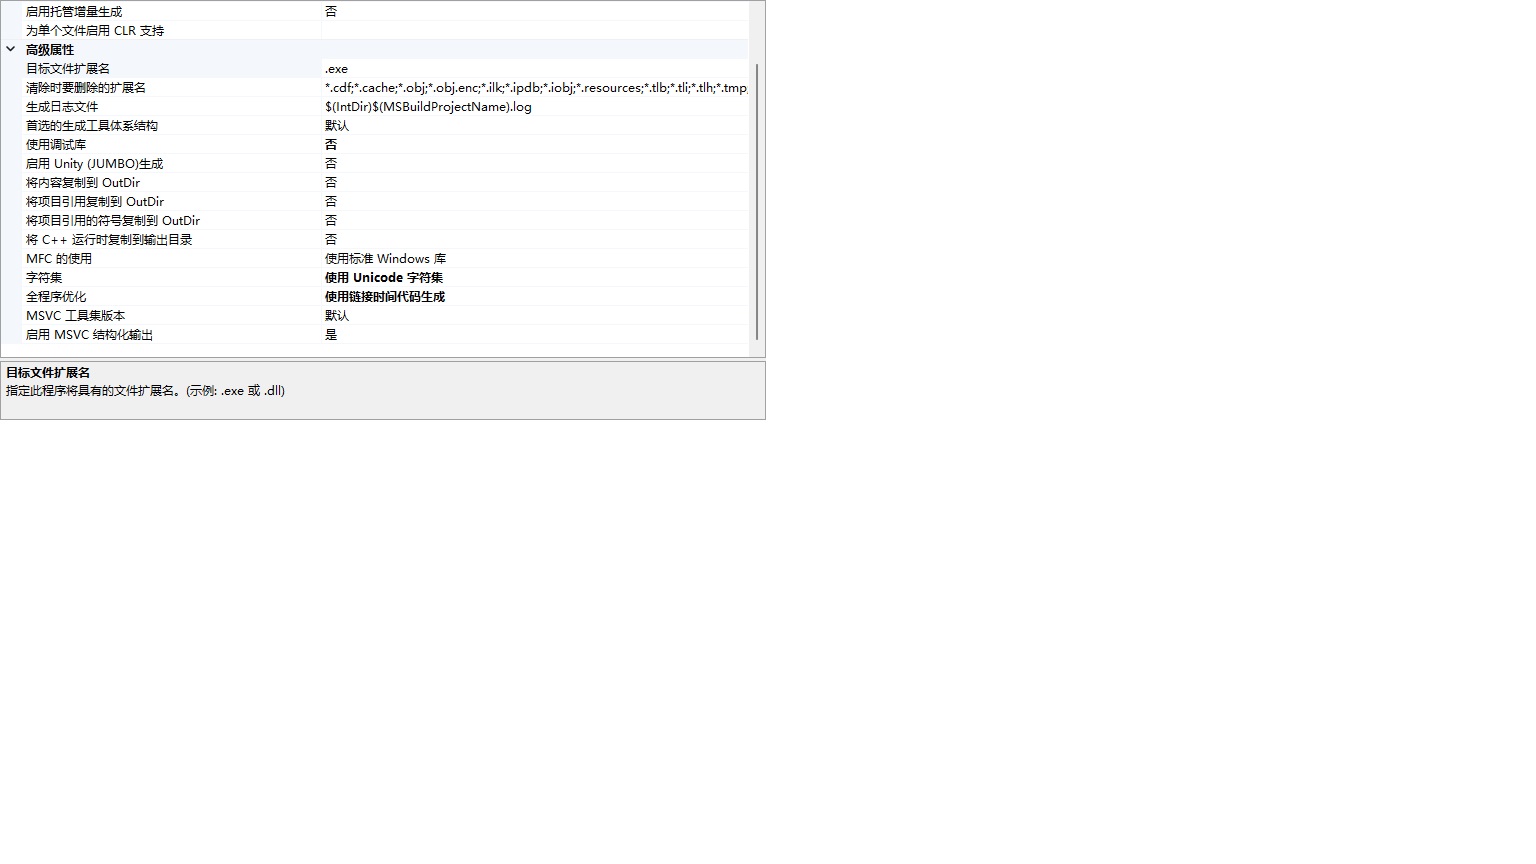 启用托管增量生成 否
为单个文件启用 CLR 支持
高级属性
目标文件扩展名 .exe
清除时要删除的扩展名 *.cdf;*.cache;*.obj;*.obj.enc;*.ilk;*.ipdb;*.iobj;*.resources;*.tlb;*.tli;*.tlh;*.tmp;
生成日志文件 $(IntDir)$(MSBuildProjectName).log
首选的生成工具体系结构 默认
使用调试库 否
启用 Unity (JUMBO)生成 否
将内容复制到 OutDir 否
将项目引用复制到 OutDir 否
将项目引用的符号复制到 OutDir 否
将 C++ 运行时复制到输出目录 否
MFC 的使用 使用标准 Windows 库
字符集 使用 Unicode 字符集
全程序优化 使用链接时间代码生成
MSVC 工具集版本 默认
启用 MSVC 结构化输出 是
目标文件扩展名
指定此程序将具有的文件扩展名。(示例: .exe 或 .dll)